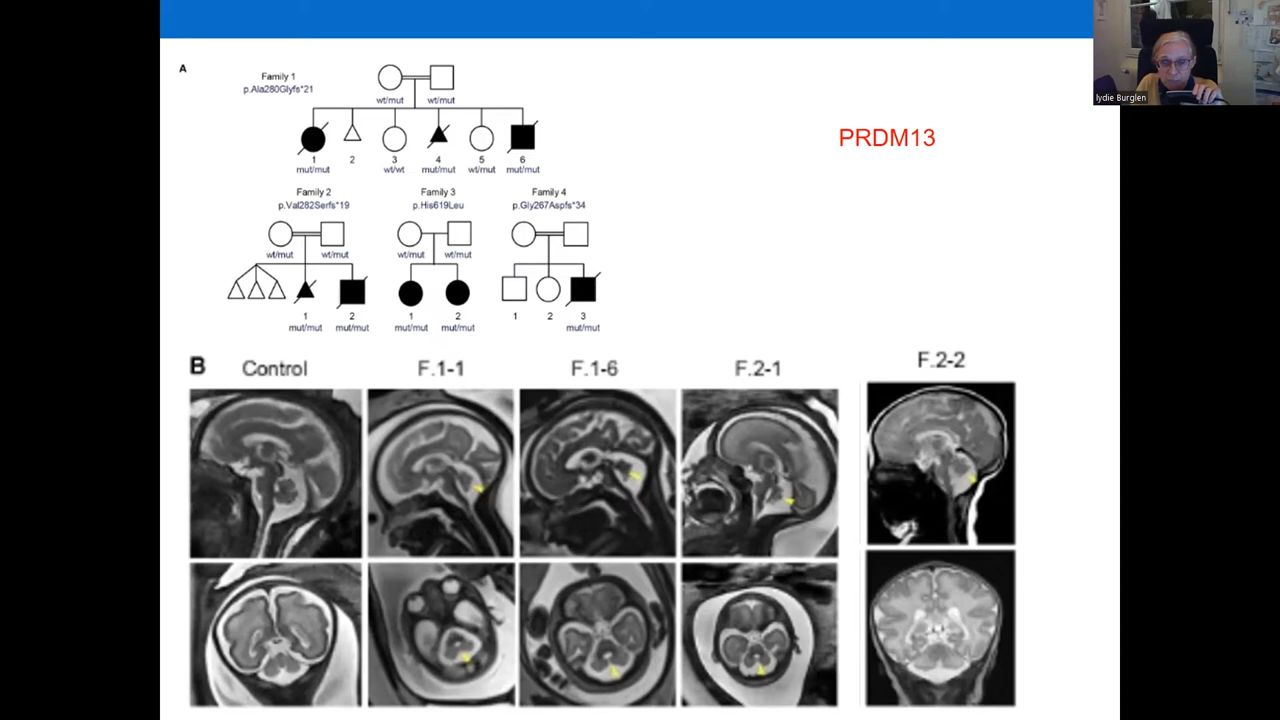 A
Family 1
p.Ala280Glyfs*21
wt/mut wt/mut
1 2 3 4 5 6
mut/mut wt/wt mut/mut wt/mut mut/mut
Family 2 Family 3 Family 4
p.Val282Serfs*19 p.His619Leu p.Gly267Aspfs*34
wt/mut wt/mut wt/mut wt/mut
1 2 1 2 1 2 3
mut/mut mut/mut mut/mut mut/mut mut/mut
PRDM13
lydie Burglen
B Control F.1-1 F.1-6 F.2-1 F.2-2